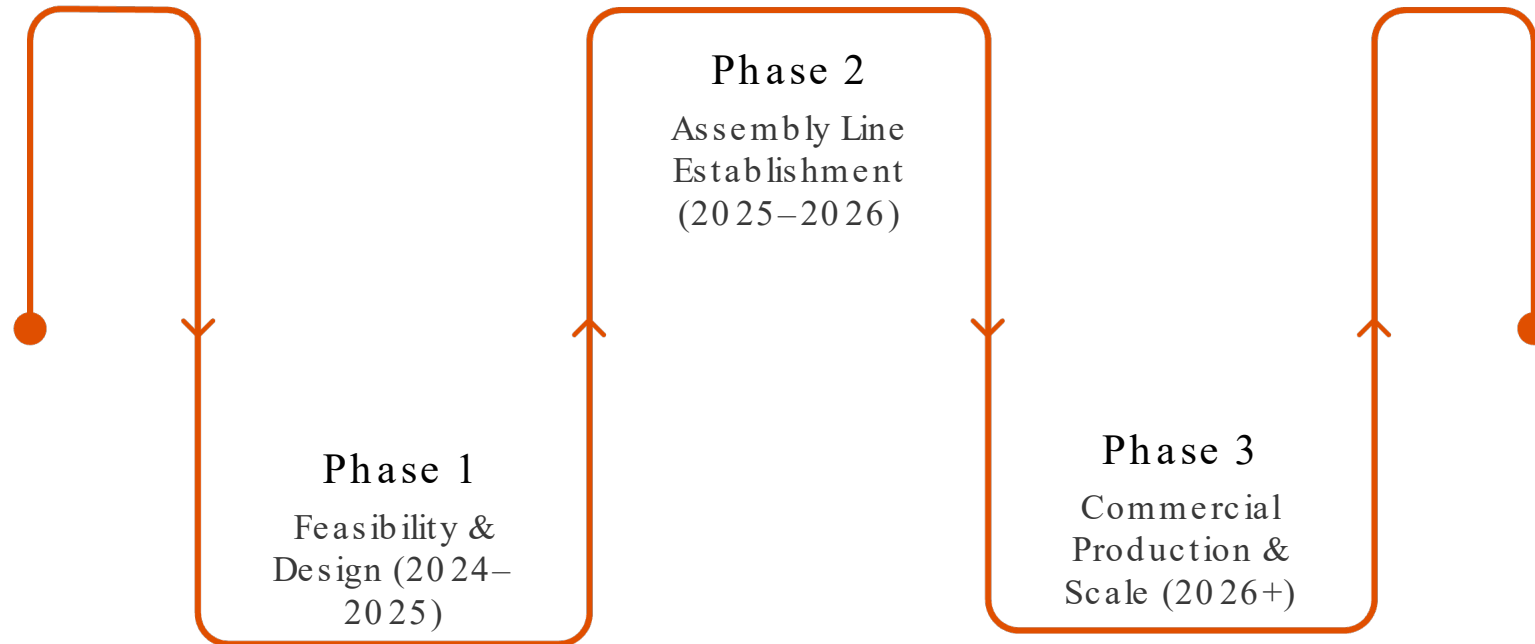 Phase 1
Feasibility &
Design (2024–
2025)
Phase 2
Assembly Line
Establishment
(2025–2026)
Phase 3
Commercial
Production &
Scale (2026+)